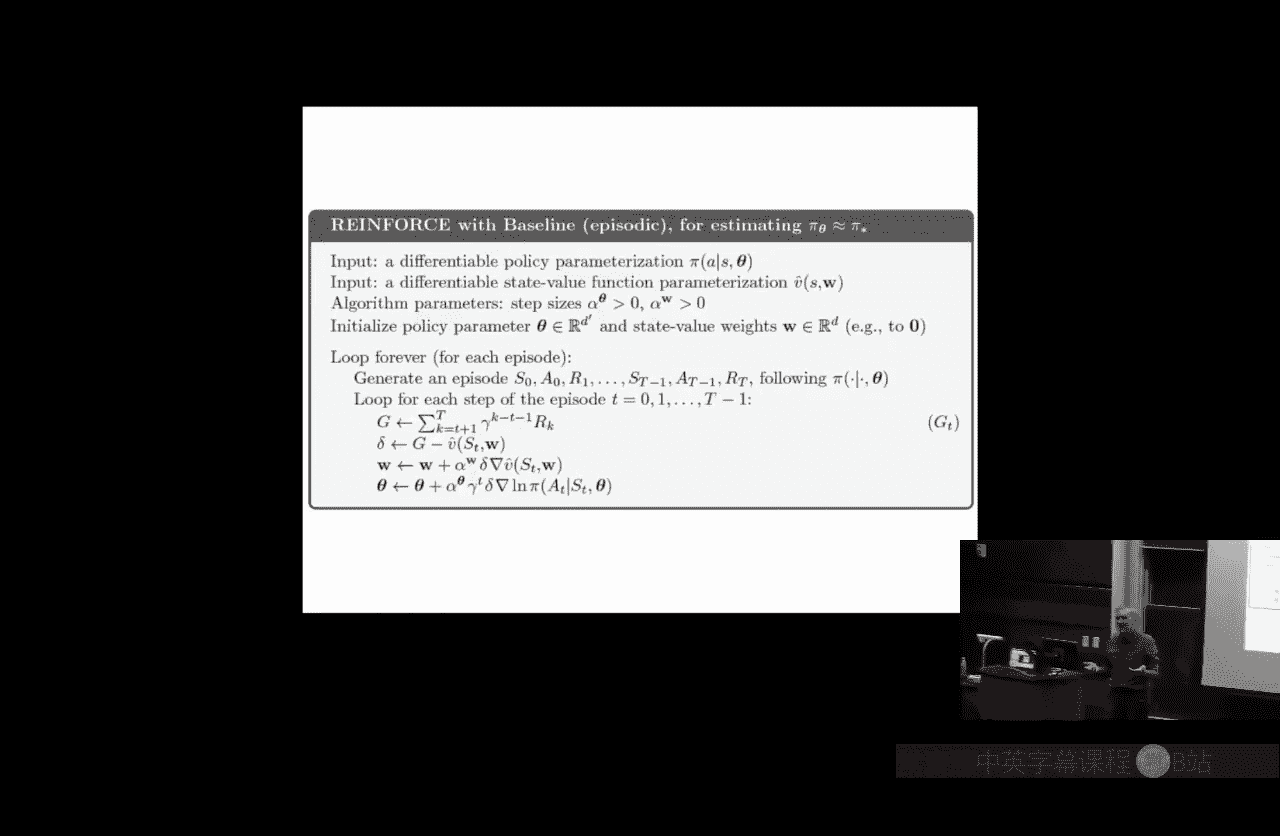 REINFORCE with Baseline (episodic), for estimating π_θ ≈ π_*
Input: a differentiable policy parameterization π(a|s, θ)
Input: a differentiable state-value function parameterization v̂(s,w)
Algorithm parameters: step sizes α^θ > 0, α^w > 0
Initialize policy parameter θ ∈ ℝ^d′ and state-value weights w ∈ ℝ^d (e.g., to 0)
Loop forever (for each episode):
Generate an episode S_0, A_0, R_1, . . . , S_{T−1}, A_{T−1}, R_T, following π(·|·, θ)
Loop for each step of the episode t = 0, 1, . . . , T − 1:
G ← ∑_{k=t+1}^T γ^{k−t−1} R_k (G_t)
δ ← G − v̂(S_t,w)
w ← w + α^w δ∇v̂(S_t,w)
θ ← θ + α^θ γ^t δ∇ ln π(A_t|S_t, θ)
中英字幕课程 B站